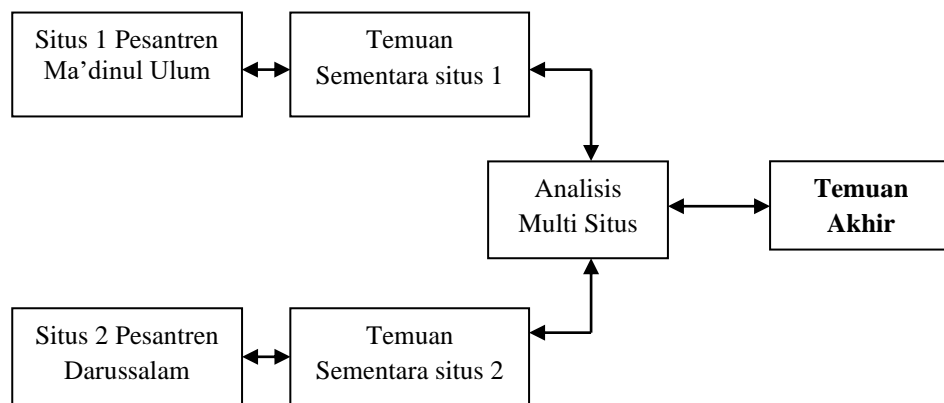 Situs 1 Pesantren
Ma’dinul Ulum
Temuan
Sementara situs 1
Analisis
Multi Situs
Temuan
Akhir
Situs 2 Pesantren
Darussalam
Temuan
Sementara situs 2